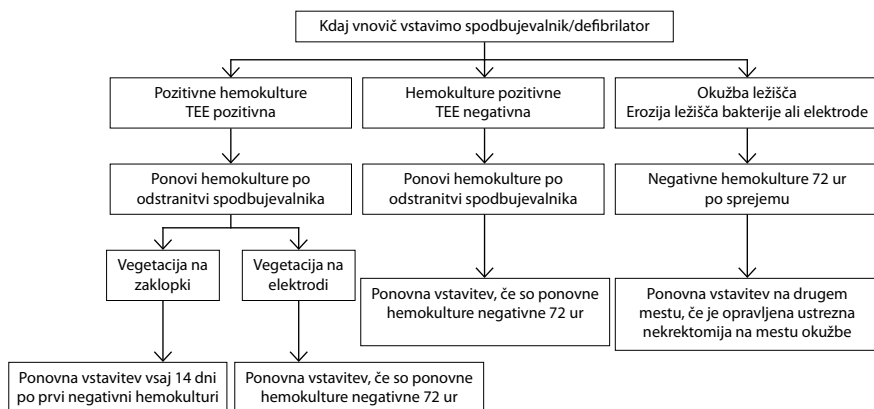 Kdaj vnovič vstavimo spodbujevalnik/defibrilator
Pozitivne hemokulture
TEE pozitivna
Hemokulture pozitivne
TEE negativna
Okužba ležišča
Erozija ležišča bakterije ali elektrode
Ponovi hemokulture po
odstranitvi spodbujevalnika
Ponovi hemokulture po
odstranitvi spodbujevalnika
Negativne hemokulture 72 ur
po sprejemu
Vegetacija na
zaklopki
Vegetacija na
elektrodi
Ponovna vstavitev, če so ponovne
hemokulture negativne 72 ur
Ponovna vstavitev na drugem
mestu, če je opravljena ustrezna
nekrektomija na mestu okužbe
Ponovna vstavitev vsaj 14 dni
po prvi negativni hemokulturi
Ponovna vstavitev, če so ponovne
hemokulture negativne 72 ur